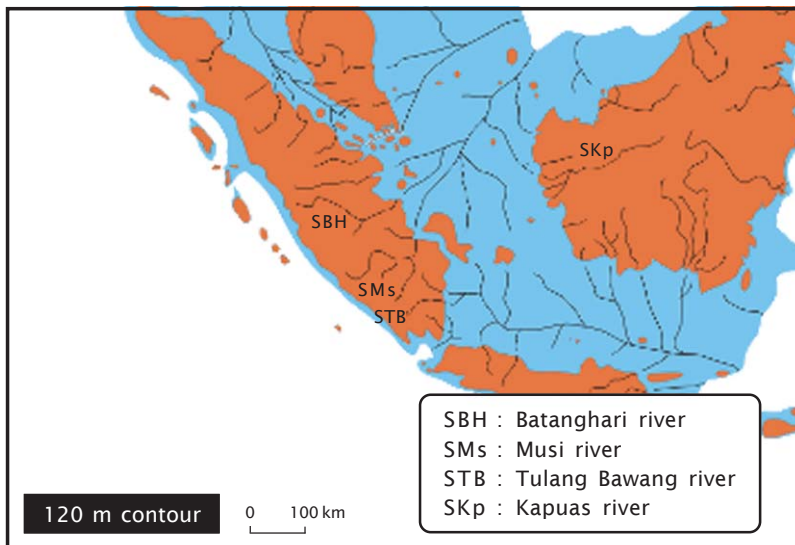 SKp
SBH
SMs
STB
SBH : Batanghari river
SMs : Musi river
STB : Tulang Bawang river
SKp : Kapuas river
120 m contour
0 100 km